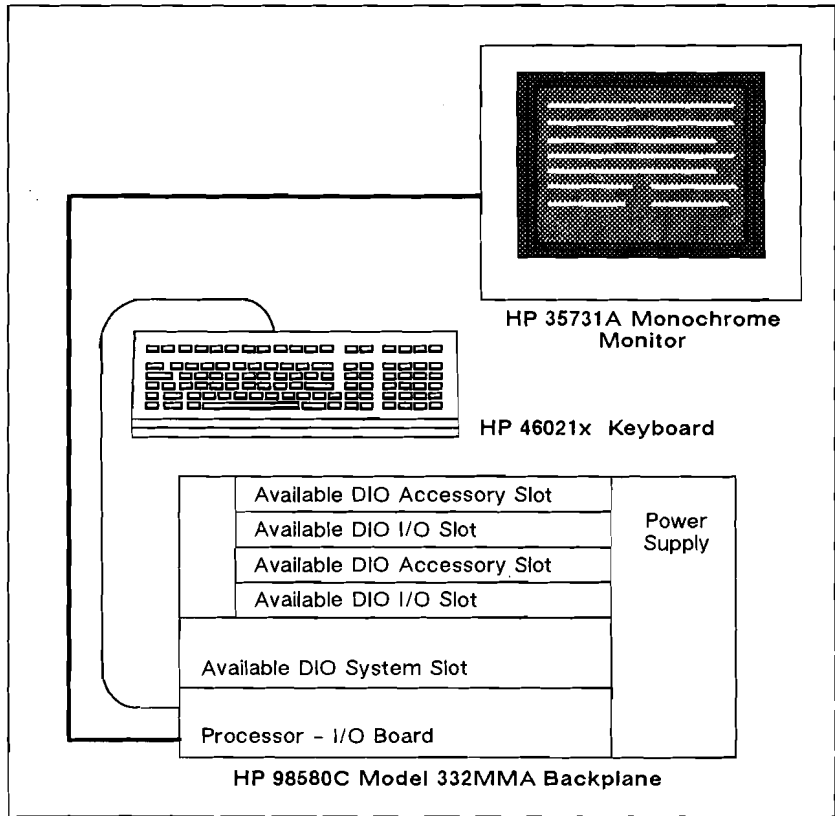 HP 35731A Monochrome
Monitor
HP 46021x Keyboard
Available DIO Accessory Slot
Available DIO I/O Slot
Available DIO Accessory Slot
Available DIO I/O Slot
Power
Supply
Available DIO System Slot
Processor - I/O Board
HP 98580C Model 332MMA Backplane